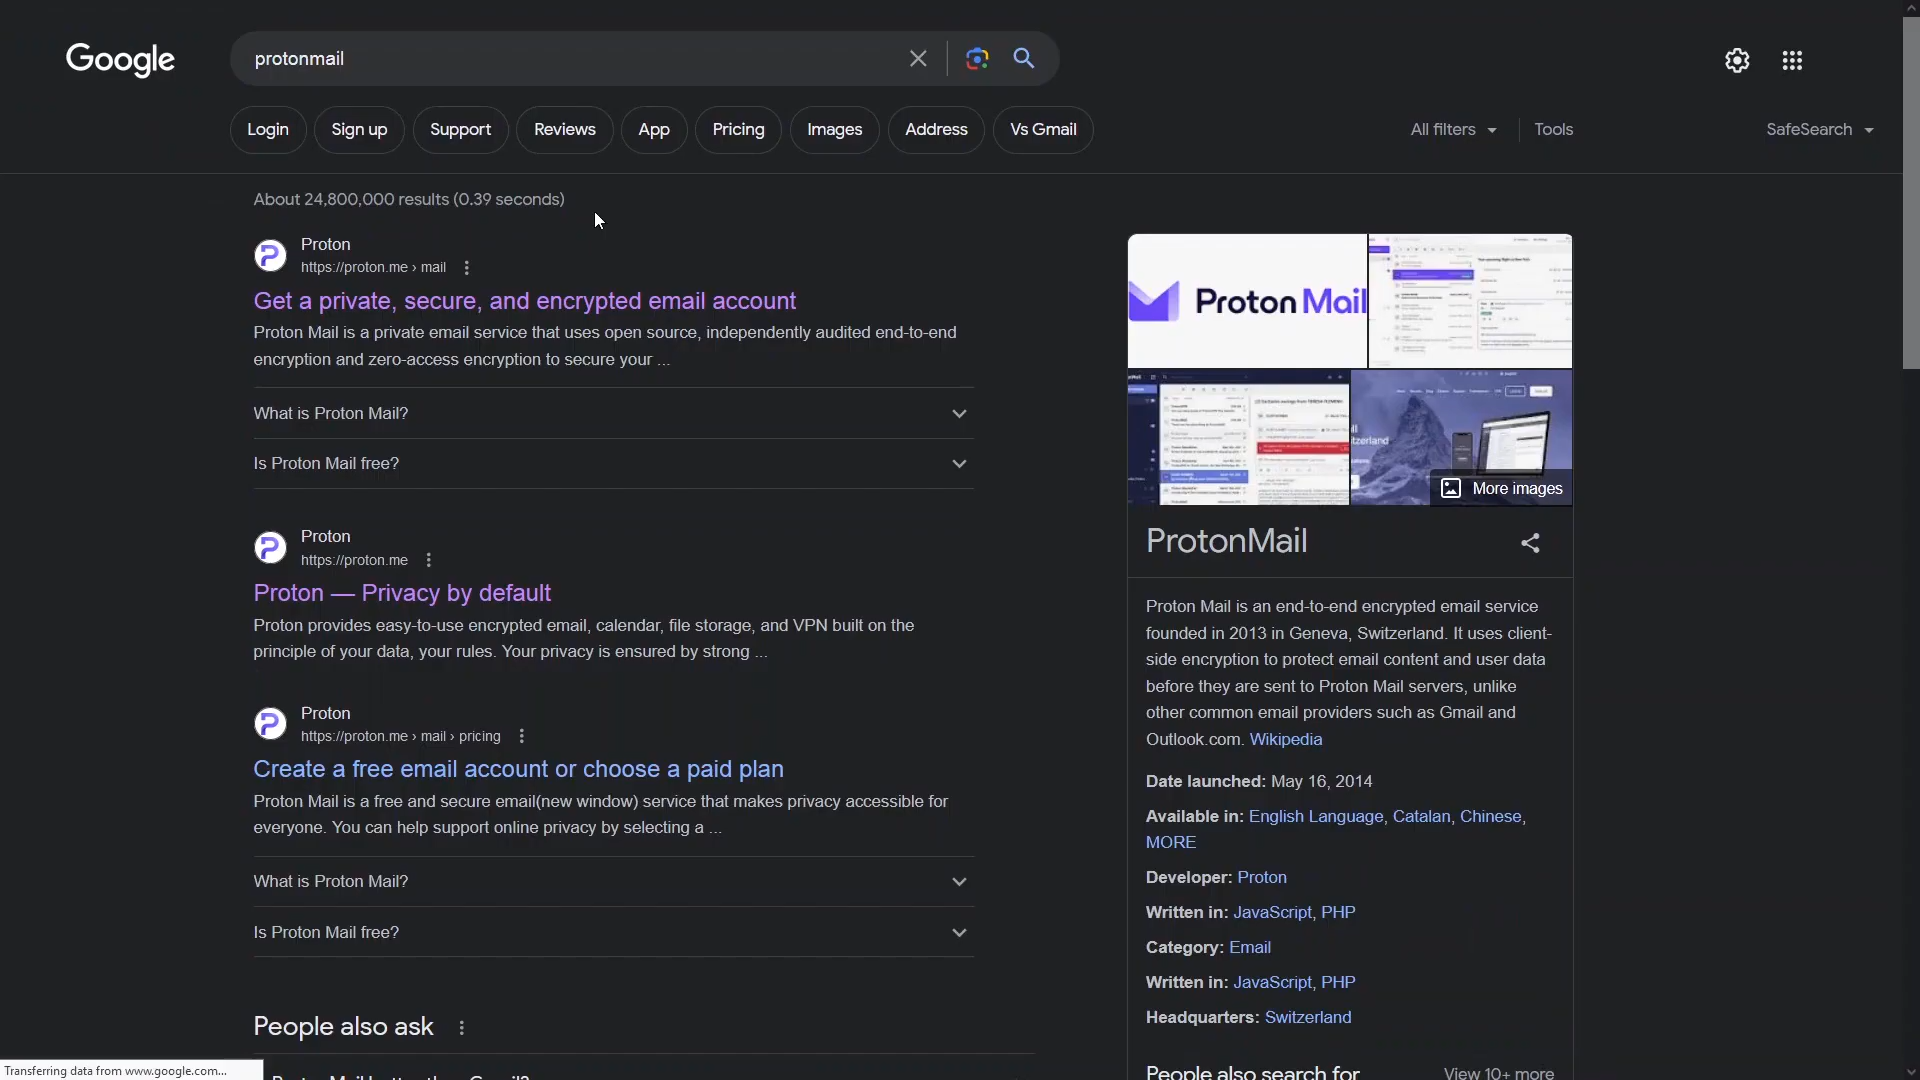 Google
protonmail
Login
Sign up
Support
Reviews
App
Pricing
Images
Address
Vs Gmail
All filters
Tools
SafeSearch
About 24,800,000 results (0.39 seconds)
Proton
https://proton.me › mail
Get a private, secure, and encrypted email account
Proton Mail is a private email service that uses open source, independently audited end-to-end
encryption and zero-access encryption to secure your ...
What is Proton Mail?
Is Proton Mail free?
Proton
https://proton.me
Proton — Privacy by default
Proton provides easy-to-use encrypted email, calendar, file storage, and VPN built on the
principle of your data, your rules. Your privacy is ensured by strong ...
Proton
https://proton.me › mail › pricing
Create a free email account or choose a paid plan
Proton Mail is a free and secure email(new window) service that makes privacy accessible for
everyone. You can help support online privacy by selecting a ...
What is Proton Mail?
Is Proton Mail free?
People also ask
Proton Mail
More images
ProtonMail
Proton Mail is an end-to-end encrypted email service
founded in 2013 in Geneva, Switzerland. It uses client-
side encryption to protect email content and user data
before they are sent to Proton Mail servers, unlike
other common email providers such as Gmail and
Outlook.com. Wikipedia
Date launched: May 16, 2014
Available in: English Language, Catalan, Chinese,
MORE
Developer: Proton
Written in: JavaScript, PHP
Category: Email
Written in: JavaScript, PHP
Headquarters: Switzerland
People also search for
View 10+ more
Transferring data from www.google.com...